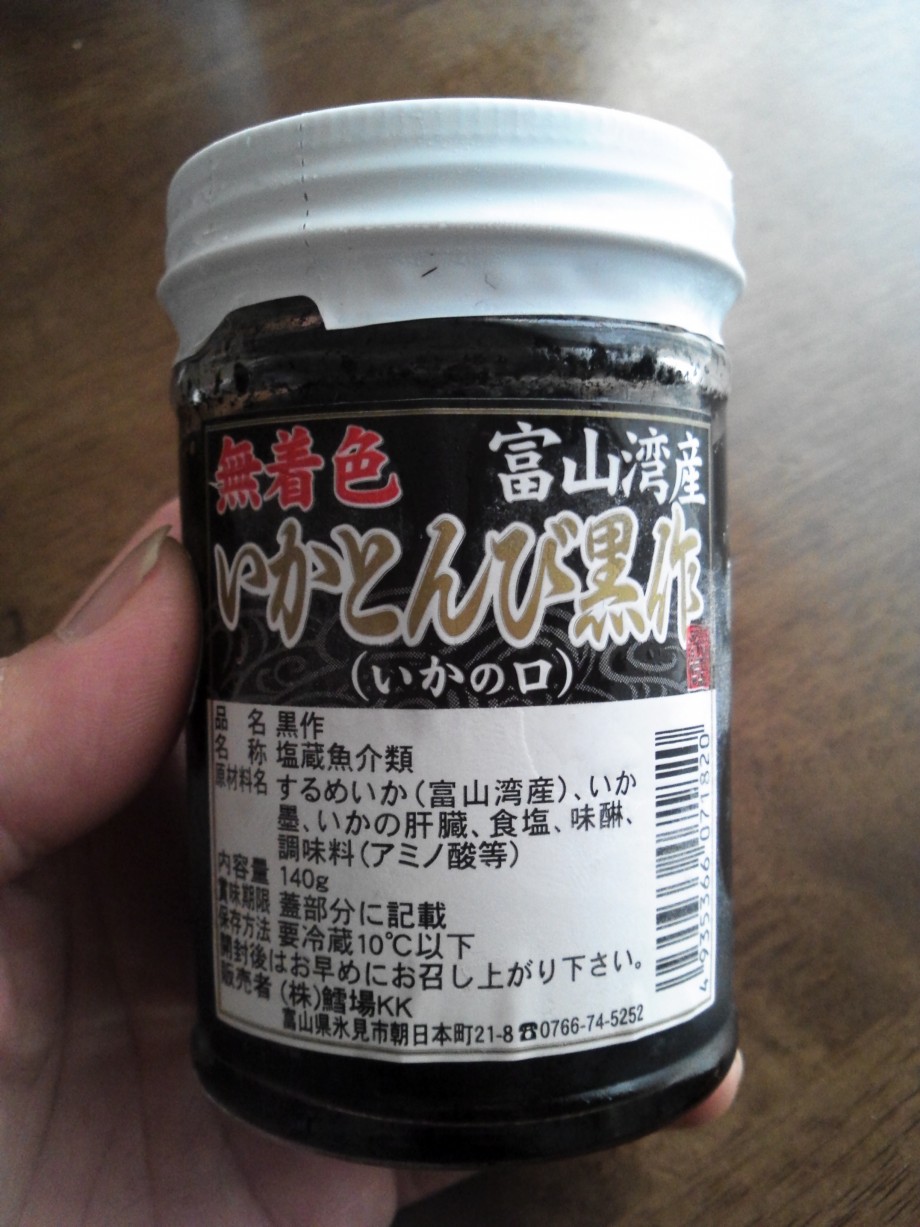 無着色 富山湾産
いかとんび黒作
(いかの口)
品名 黒作
名称 塩蔵魚介類
原材料名 するめいか(富山湾産)、いか
墨、いかの肝臓、食塩、味醂、
調味料(アミノ酸等)
内容量 140g
賞味期限 蓋部分に記載
保存方法 要冷蔵10℃以下
開封後はお早めにお召し上がり下さい。
販売者 (株)鱈場KK
富山県氷見市朝日本町21-8 ☎0766-74-5252
4935366071820